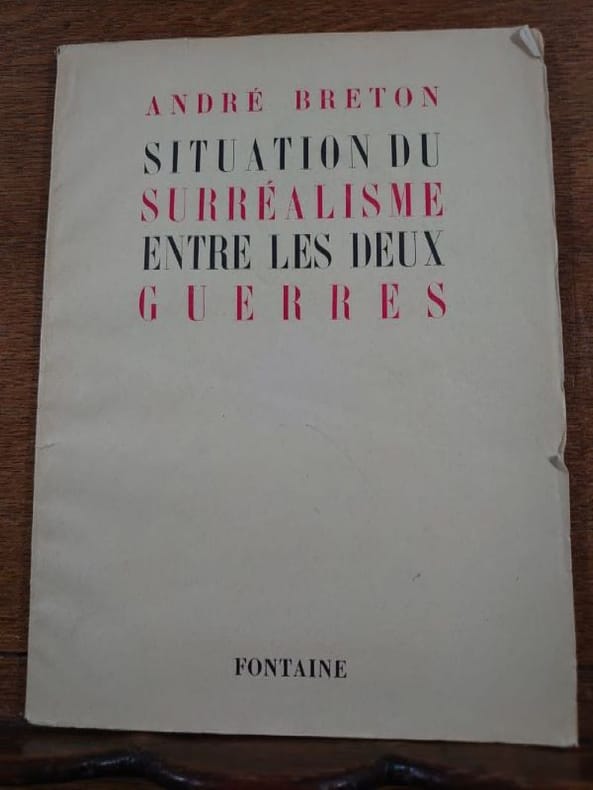 ANDRÉ BRETON
SITUATION DU
SURRÉALISME
ENTRE LES DEUX
GUERRES
FONTAINE